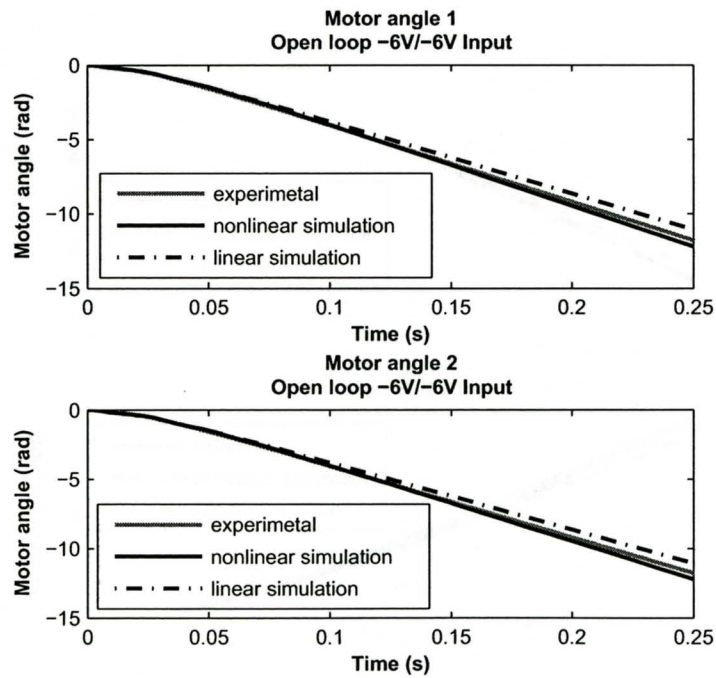 Motor angle 1
Open loop −6V/−6V Input
Motor angle (rad)
0
−5
−10
−15
experimetal
nonlinear simulation
linear simulation
0
0.05
0.1
0.15
0.2
0.25
Time (s)
Motor angle 2
Open loop −6V/−6V Input
Motor angle (rad)
0
−5
−10
−15
experimetal
nonlinear simulation
linear simulation
0
0.05
0.1
0.15
0.2
0.25
Time (s)